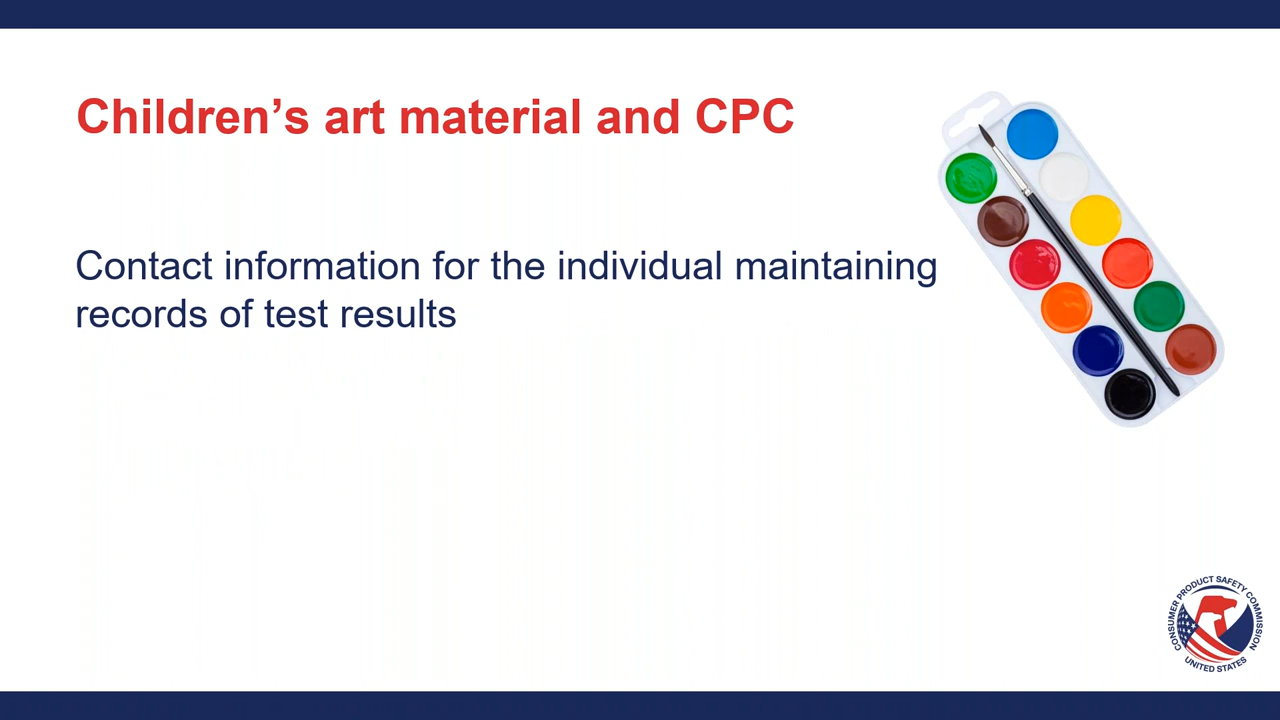 Children’s art material and CPC
Contact information for the individual maintaining
records of test results
CONSUMER PRODUCT SAFETY COMMISSION
UNITED STATES